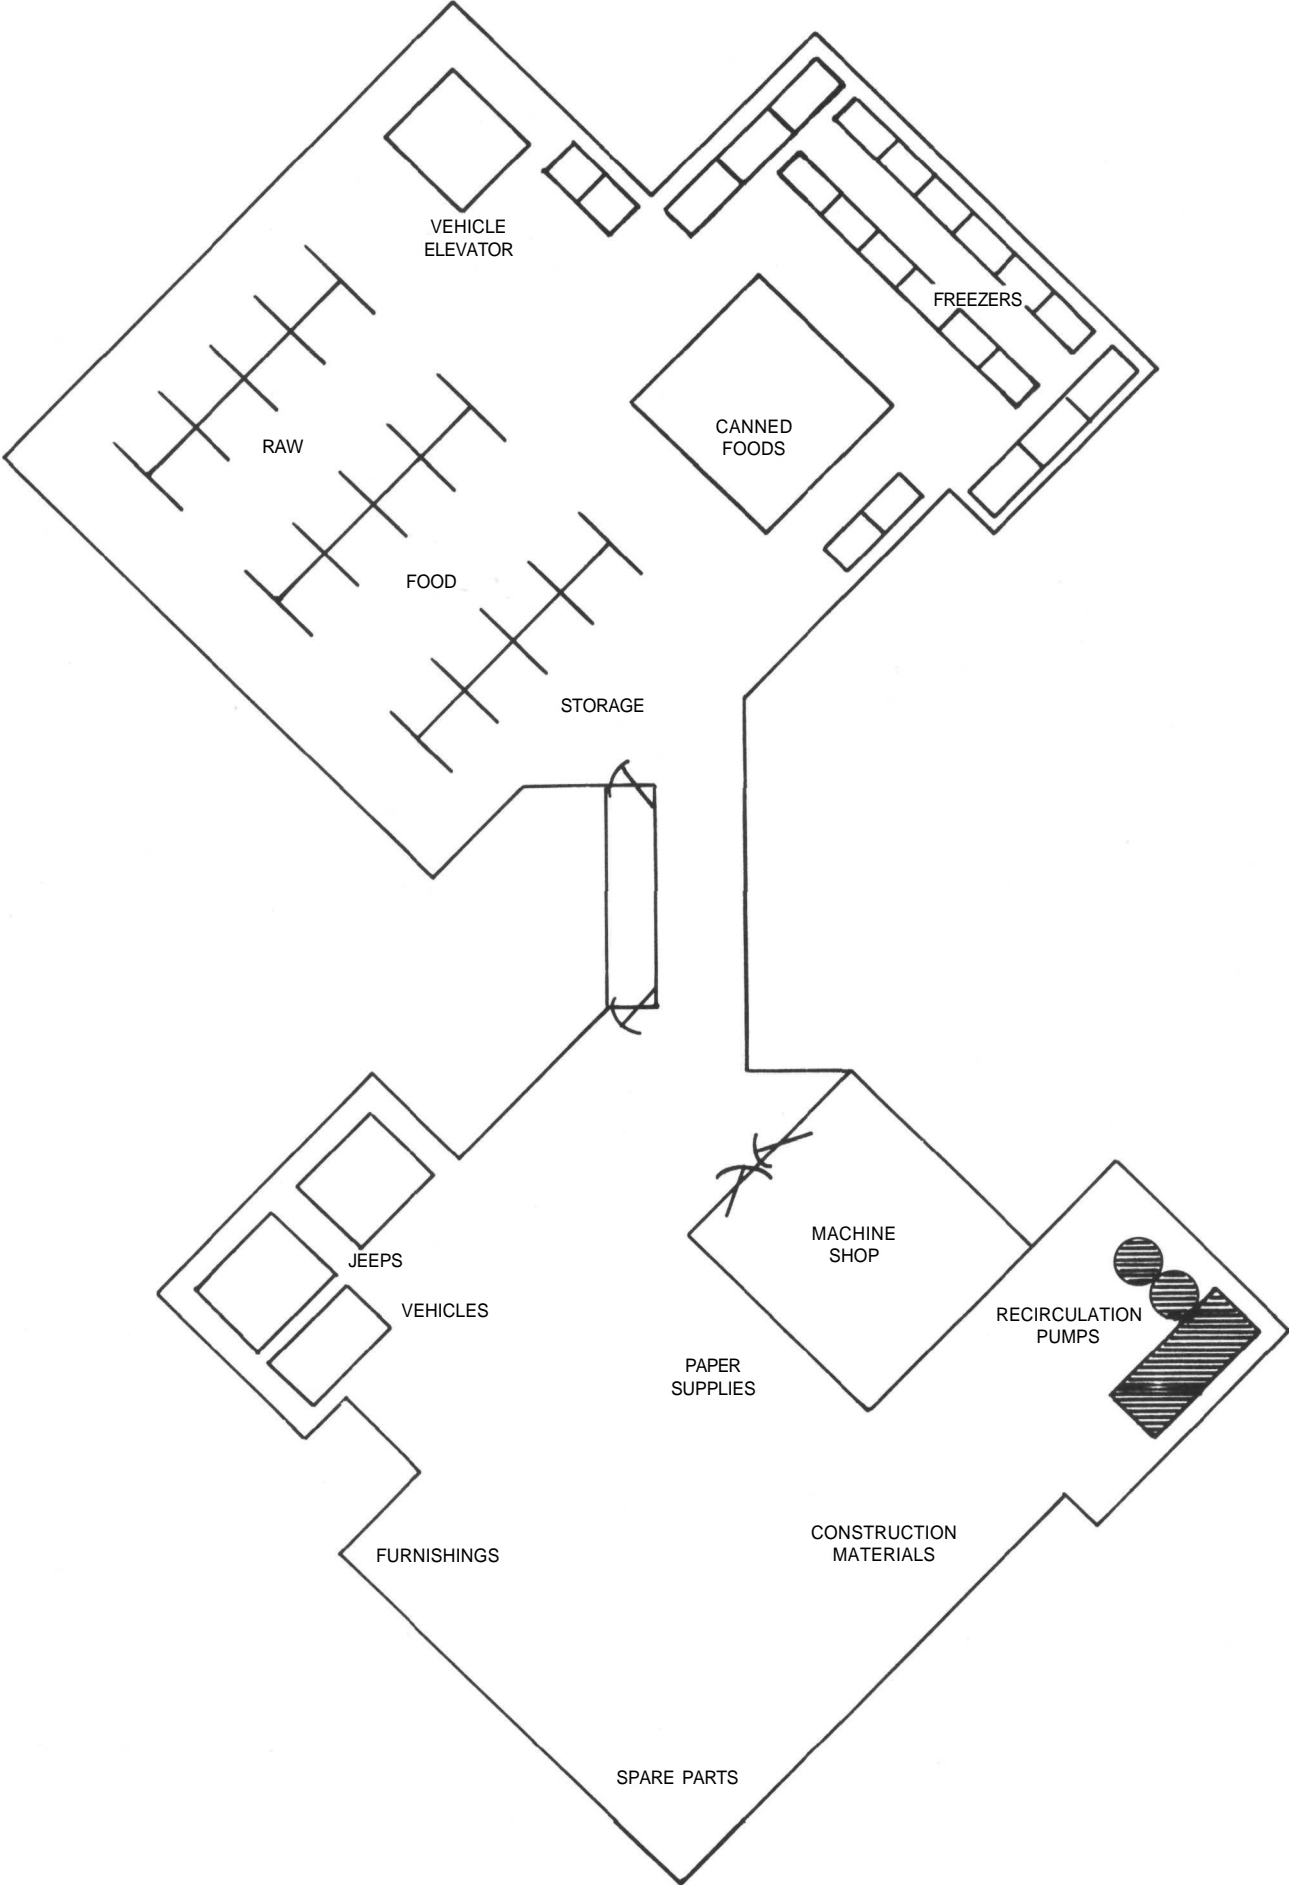 VEHICLE
ELEVATOR
FREEZERS
CANNED
FOODS
RAW
FOOD
STORAGE
MACHINE
SHOP
JEEPS
VEHICLES
RECIRCULATION
PUMPS
PAPER
SUPPLIES
CONSTRUCTION
MATERIALS
FURNISHINGS
SPARE PARTS